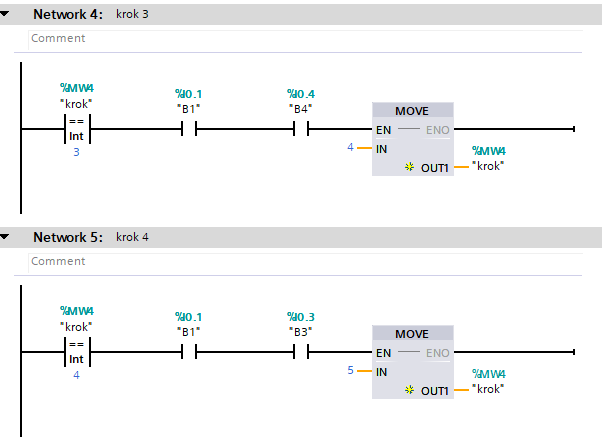 Network 4: krok 3
Comment
%MW4 %I0.1 %I0.4
"krok" "B1" "B4"
MOVE
==
Int
3
EN ENO
4 IN
%MW4
OUT1 "krok"
Network 5: krok 4
Comment
%MW4 %I0.1 %I0.3
"krok" "B1" "B3"
MOVE
==
Int
4
EN ENO
5 IN
%MW4
OUT1 "krok"